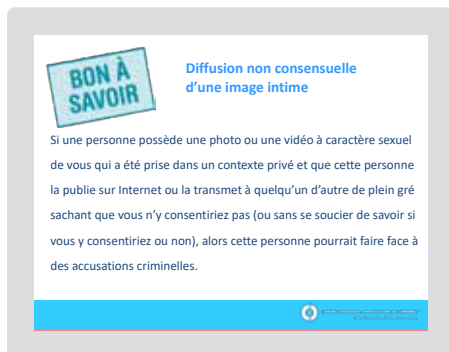 BON À
SAVOIR
Diffusion non consensuelle
d'une image intime
Si une personne possède une photo ou une vidéo à caractère sexuel
de vous qui a été prise dans un contexte privé et que cette personne
la publie sur Internet ou la transmet à quelqu'un d'autre de plein gré
sachant que vous n'y consentiriez pas (ou sans se soucier de savoir si
vous y consentiriez ou non), alors cette personne pourrait faire face à
des accusations criminelles.